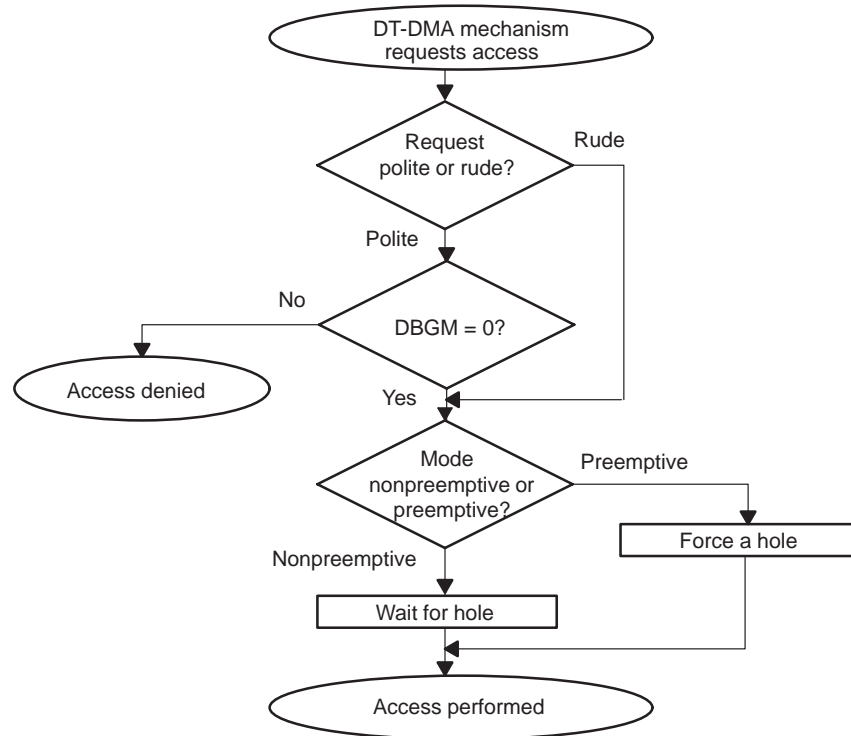 DT-DMA mechanism
requests access
Request
polite or rude?
Rude
Polite
No
DBGM = 0?
Access denied
Yes
Mode
nonpreemptive or
preemptive?
Preemptive
Force a hole
Nonpreemptive
Wait for hole
Access performed